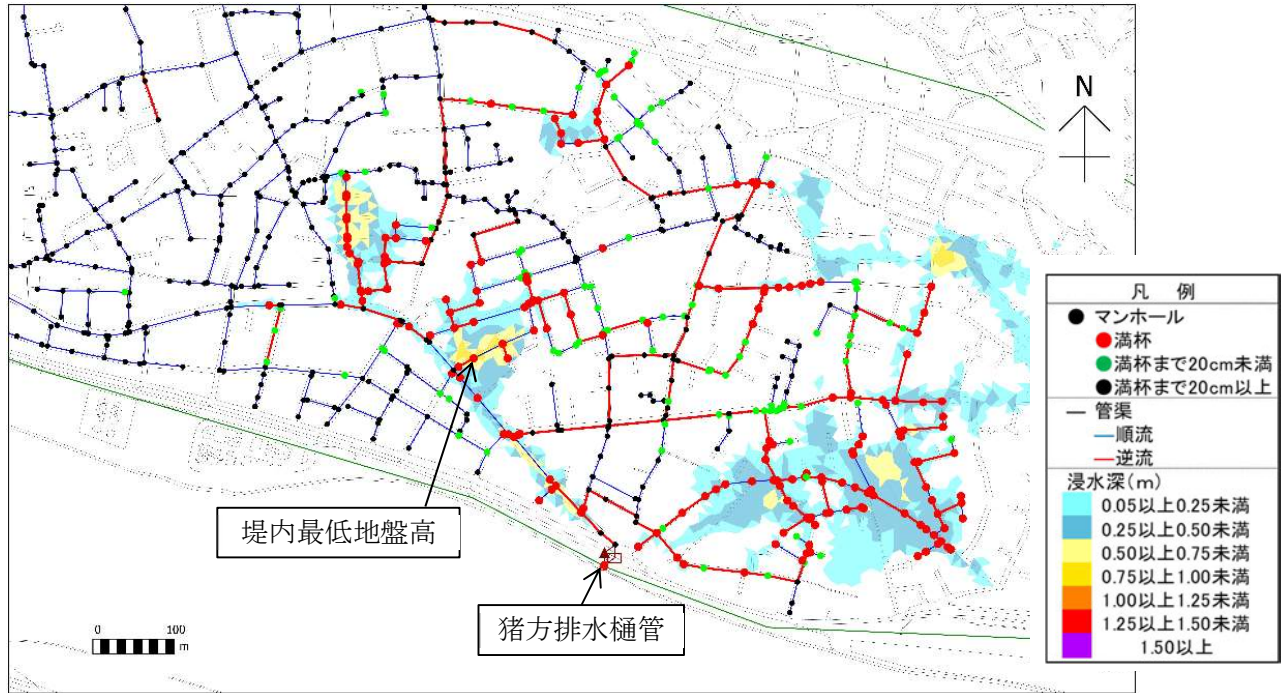 N
凡 例
● マンホール
● 満杯
● 満杯まで20cm未満
● 満杯まで20cm以上
― 管渠
―順流
―逆流
浸水深(m)
0.05以上0.25未満
0.25以上0.50未満
0.50以上0.75未満
0.75以上1.00未満
1.00以上1.25未満
1.25以上1.50未満
1.50以上
堤内最低地盤高
猪方排水樋管
0 100
m